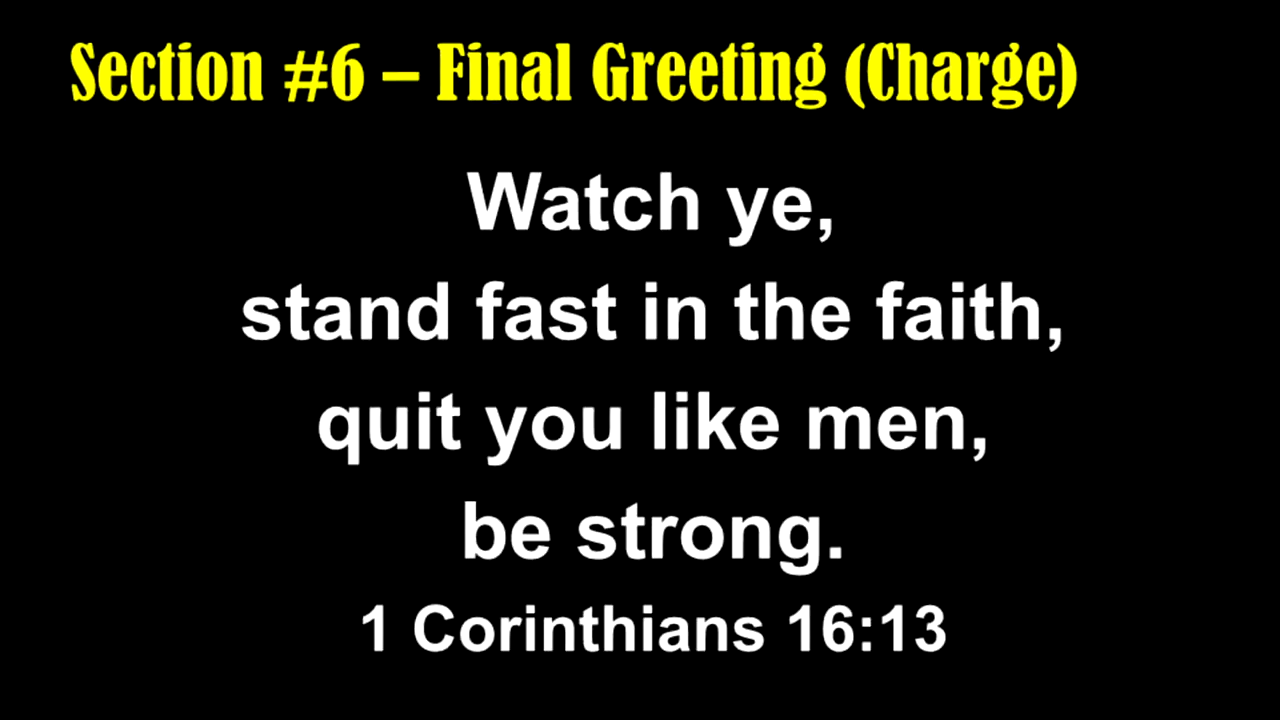 Section #6 – Final Greeting (Charge)
Watch ye,
stand fast in the faith,
quit you like men,
be strong.
1 Corinthians 16:13